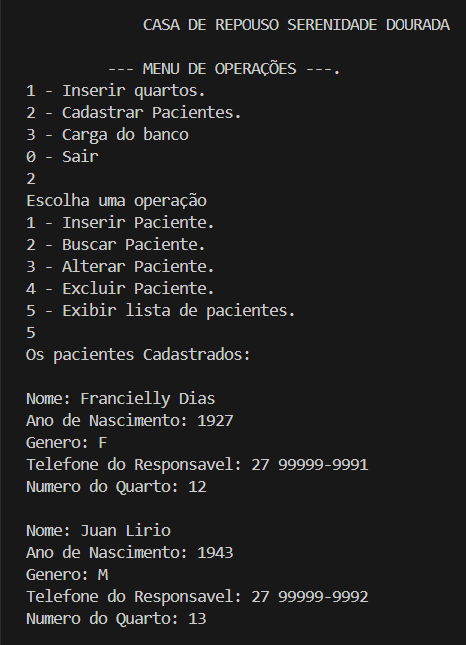 CASA DE REPOUSO SERENIDADE DOURADA
--- MENU DE OPERAÇÕES ---.
1 - Inserir quartos.
2 - Cadastrar Pacientes.
3 - Carga do banco
0 - Sair
2
Escolha uma operação
1 - Inserir Paciente.
2 - Buscar Paciente.
3 - Alterar Paciente.
4 - Excluir Paciente.
5 - Exibir lista de pacientes.
5
Os pacientes Cadastrados:
Nome: Francielly Dias
Ano de Nascimento: 1927
Genero: F
Telefone do Responsavel: 27 99999-9991
Numero do Quarto: 12
Nome: Juan Lirio
Ano de Nascimento: 1943
Genero: M
Telefone do Responsavel: 27 99999-9992
Numero do Quarto: 13